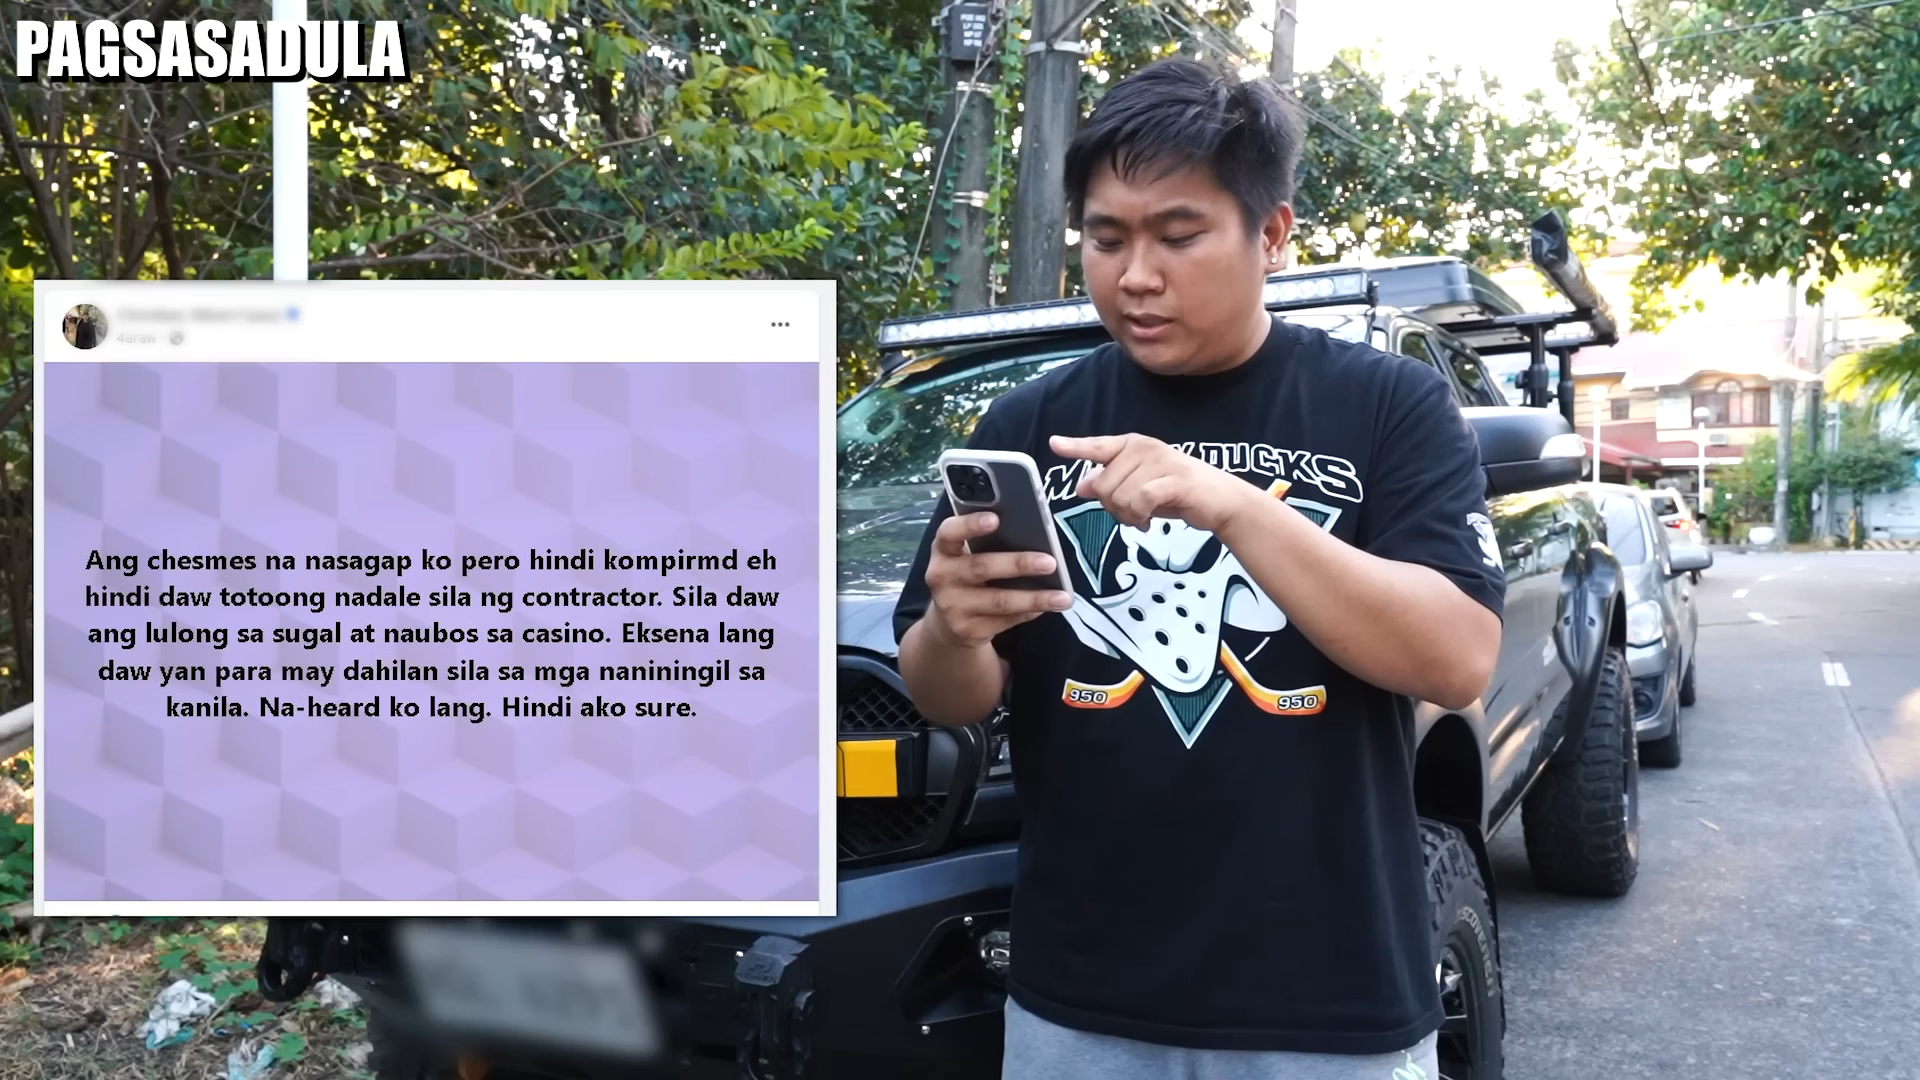 PAGSASADULA
Ang chesmes na nasagap ko pero hindi kompirmd eh
hindi daw totoong nadale sila ng contractor. Sila daw
ang lulong sa sugal at naubos sa casino. Eksena lang
daw yan para may dahilan sila sa mga naniningil sa
kanila. Na-heard ko lang. Hindi ako sure.
DUCKS
950
950